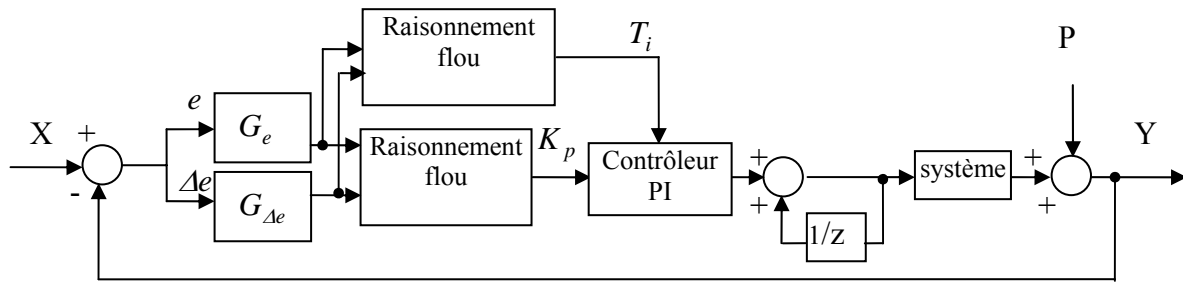 Raisonnement
flou
T_i
P
e
X
+
G_e
Raisonnement
flou
K_p
Contrôleur
PI
+
+
système
+
+
Y
-
Δe
G_Δe
1/z